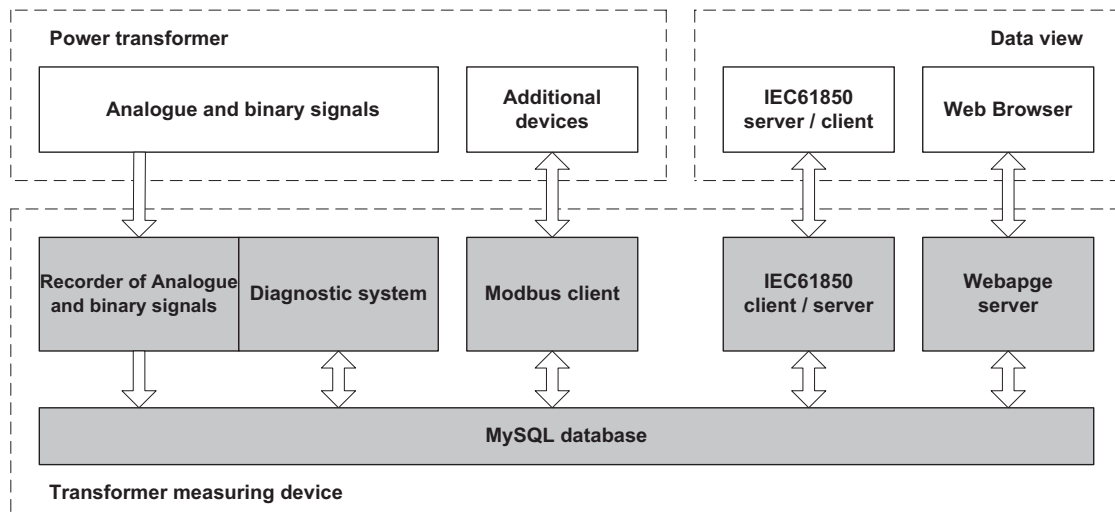 Power transformer
Data view
Analogue and binary signals
Additional
devices
IEC61850
server / client
Web Browser
Recorder of Analogue
and binary signals
Diagnostic system
Modbus client
IEC61850
client / server
Webapge
server
MySQL database
Transformer measuring device